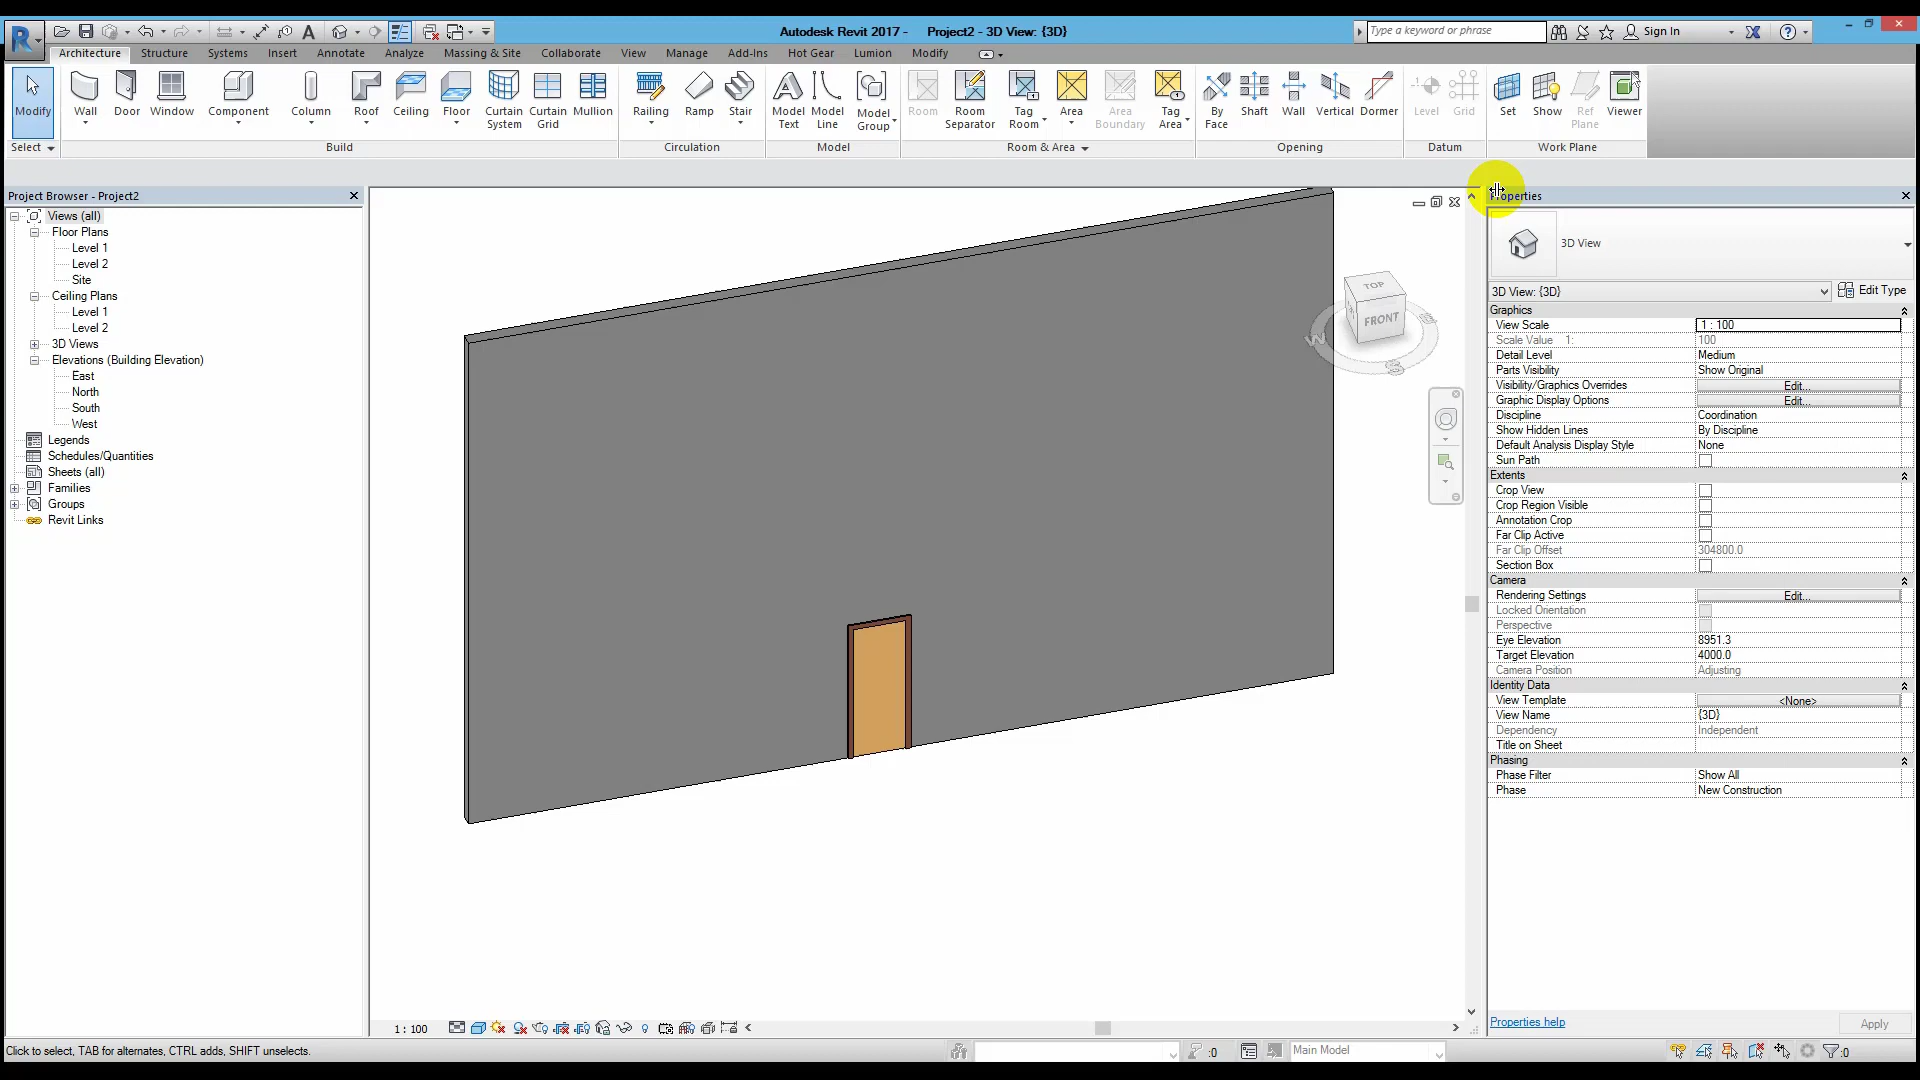 Autodesk Revit 2017 -    Project2 - 3D View: {3D}
Type a keyword or phrase
Sign In
Architecture Structure Systems Insert Annotate Analyze Massing & Site Collaborate View Manage Add-Ins Hot Gear Lumion Modify
Modify Wall Door Window Component Column Roof Ceiling Floor Curtain System Curtain Grid Mullion Railing Ramp Stair Model Text Model Line Model Group Room Room Separator Tag Room Area Area Boundary Tag Area By Face Shaft Wall Vertical Dormer Level Grid Set Show Ref Plane Viewer
Select Build Circulation Model Room & Area Opening Datum Work Plane
Project Browser - Project2
Views (all)
Floor Plans
Level 1
Level 2
Site
Ceiling Plans
Level 1
Level 2
3D Views
Elevations (Building Elevation)
East
North
South
West
Legends
Schedules/Quantities
Sheets (all)
Families
Groups
Revit Links
TOP
FRONT
W
S
E
Properties
3D View
3D View: {3D}
Edit Type
Graphics
View Scale 1 : 100
Scale Value 1: 100
Detail Level Medium
Parts Visibility Show Original
Visibility/Graphics Overrides Edit...
Graphic Display Options Edit...
Discipline Coordination
Show Hidden Lines By Discipline
Default Analysis Display Style None
Sun Path
Extents
Crop View
Crop Region Visible
Annotation Crop
Far Clip Active
Far Clip Offset 304800.0
Section Box
Camera
Rendering Settings Edit...
Locked Orientation
Perspective
Eye Elevation 8951.3
Target Elevation 4000.0
Camera Position Adjusting
Identity Data
View Template <None>
View Name {3D}
Dependency Independent
Title on Sheet
Phasing
Phase Filter Show All
Phase New Construction
Properties help
Apply
1 : 100
Click to select, TAB for alternates, CTRL adds, SHIFT unselects.
:0
Main Model
:0